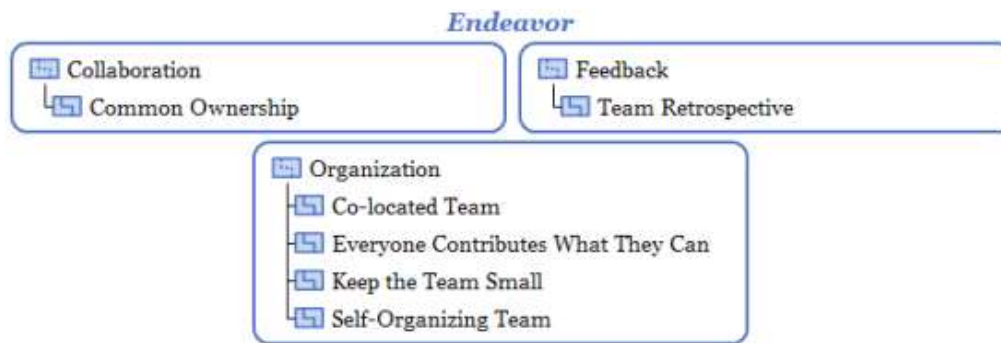 Endeavor
Collaboration
Common Ownership
Feedback
Team Retrospective
Organization
Co-located Team
Everyone Contributes What They Can
Keep the Team Small
Self-Organizing Team